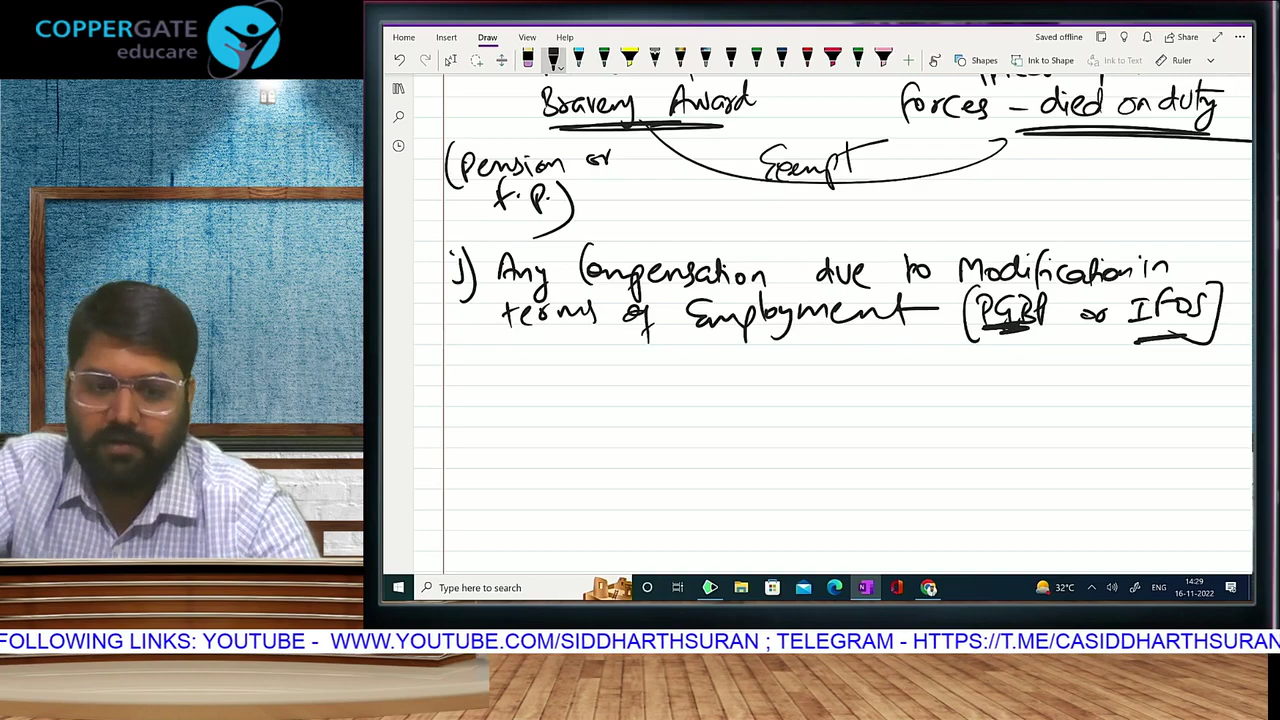 COPPERGATE
educare
Home Insert Draw View Help
Saved offline
Share
Shapes
Ink to Shape
Ink to Text
Ruler
Bravery Award
forces - died on duty
(Pension or
f.p.)
Exempt
j) Any Compensation due to Modification in
terms of Employment (PGBP or IFOS]
Type here to search
32°C
ENG
14:29
16-11-2022
FOLLOWING LINKS: YOUTUBE - WWW.YOUTUBE.COM/SIDDHARTHSURAN ; TELEGRAM - HTTPS://T.ME/CASIDDHARTHSURAN